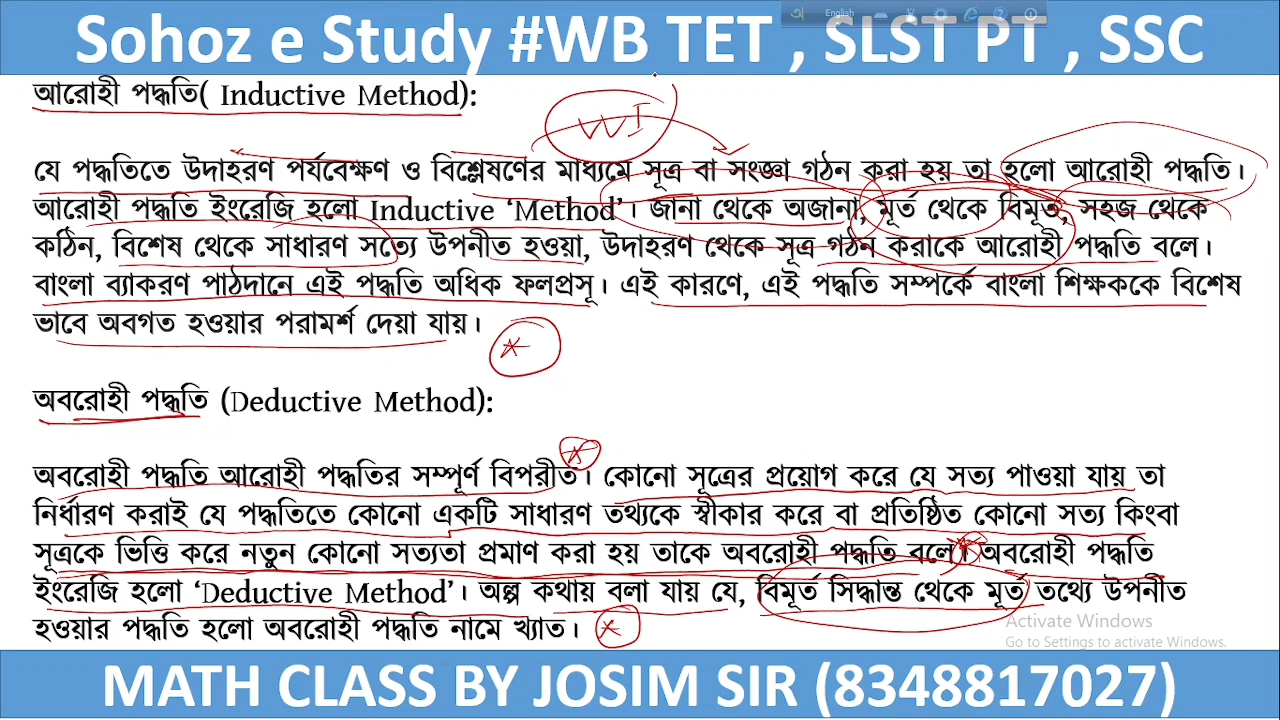 English
Sohoz e Study #WB TET , SLST PT , SSC
আরোহী পদ্ধতি( Inductive Method):
VVI
যে পদ্ধতিতে উদাহরণ পর্যবেক্ষণ ও বিশ্লেষণের মাধ্যমে সূত্র বা সংজ্ঞা গঠন করা হয় তা হলো আরোহী পদ্ধতি।
আরোহী পদ্ধতি ইংরেজি হলো Inductive ‘Method’। জানা থেকে অজানা, মূর্ত থেকে বিমূর্ত, সহজ থেকে
কঠিন, বিশেষ থেকে সাধারণ সত্যে উপনীত হওয়া, উদাহরণ থেকে সূত্র গঠন করাকে আরোহী পদ্ধতি বলে।
বাংলা ব্যাকরণ পাঠদানে এই পদ্ধতি অধিক ফলপ্রসূ। এই কারণে, এই পদ্ধতি সম্পর্কে বাংলা শিক্ষককে বিশেষ
ভাবে অবগত হওয়ার পরামর্শ দেয়া যায়।
অবরোহী পদ্ধতি (Deductive Method):
অবরোহী পদ্ধতি আরোহী পদ্ধতির সম্পূর্ণ বিপরীত। কোনো সূত্রের প্রয়োগ করে যে সত্য পাওয়া যায় তা
নির্ধারণ করাই যে পদ্ধতিতে কোনো একটি সাধারণ তথ্যকে স্বীকার করে বা প্রতিষ্ঠিত কোনো সত্য কিংবা
সূত্রকে ভিত্তি করে নতুন কোনো সত্যতা প্রমাণ করা হয় তাকে অবরোহী পদ্ধতি বলে। অবরোহী পদ্ধতি
ইংরেজি হলো ‘Deductive Method’। অল্প কথায় বলা যায় যে, বিমূর্ত সিদ্ধান্ত থেকে মূর্ত তথ্যে উপনীত
হওয়ার পদ্ধতি হলো অবরোহী পদ্ধতি নামে খ্যাত।
Activate Windows
Go to Settings to activate Windows.
MATH CLASS BY JOSIM SIR (8348817027)